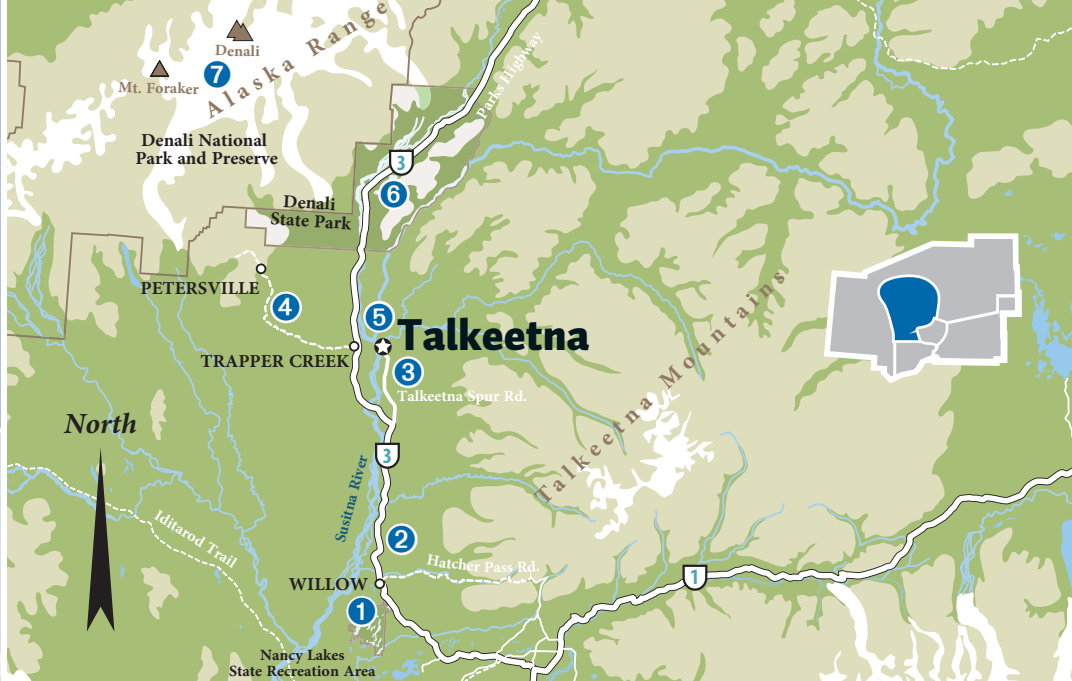 Denali
Mt. Foraker
7
Alaska Range
Parks Highway
Denali National
Park and Preserve
3
6
Denali
State Park
PETERSVILLE
4
5
Talkeetna
TRAPPER CREEK
3
Talkeetna Spur Rd.
Talkeetna Mountains
North
3
Susitna River
Iditarod Trail
2
Hatcher Pass Rd.
WILLOW
1
1
Nancy Lakes
State Recreation Area